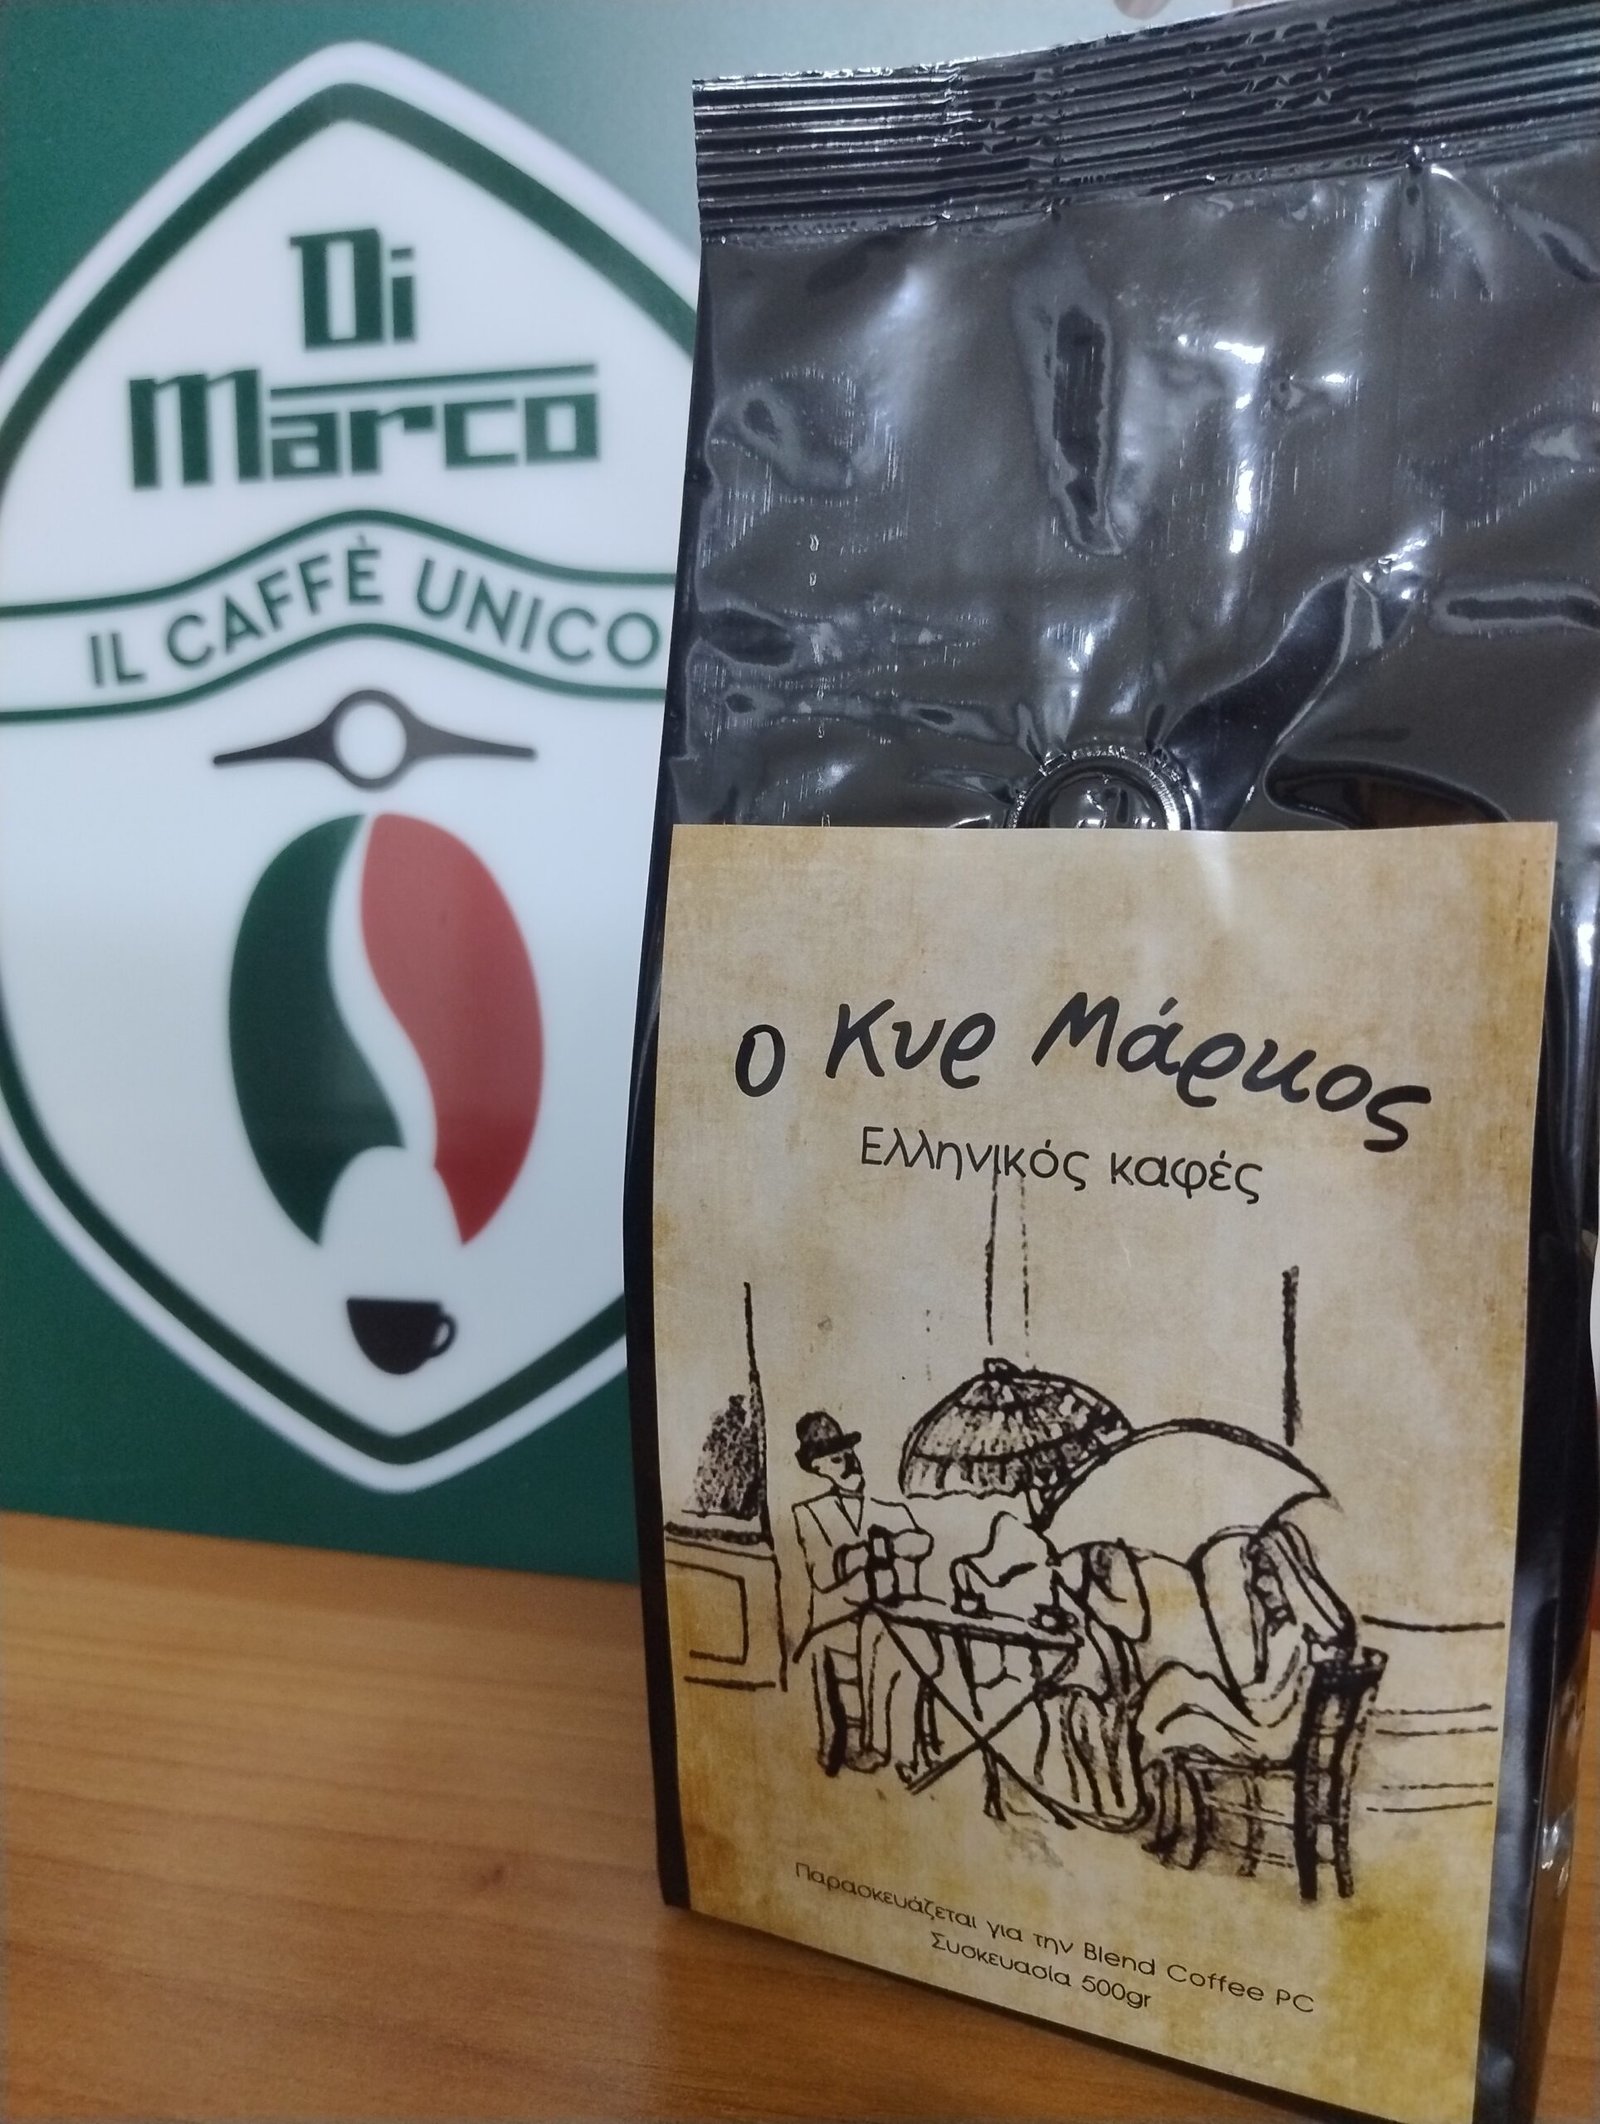 Di
Marco
IL CAFFÈ UNICO
Ο Κυρ Μάρκος
Ελληνικός καφές
Παρασκευάζεται για την Blend Coffee PC
Συσκευασία 500gr